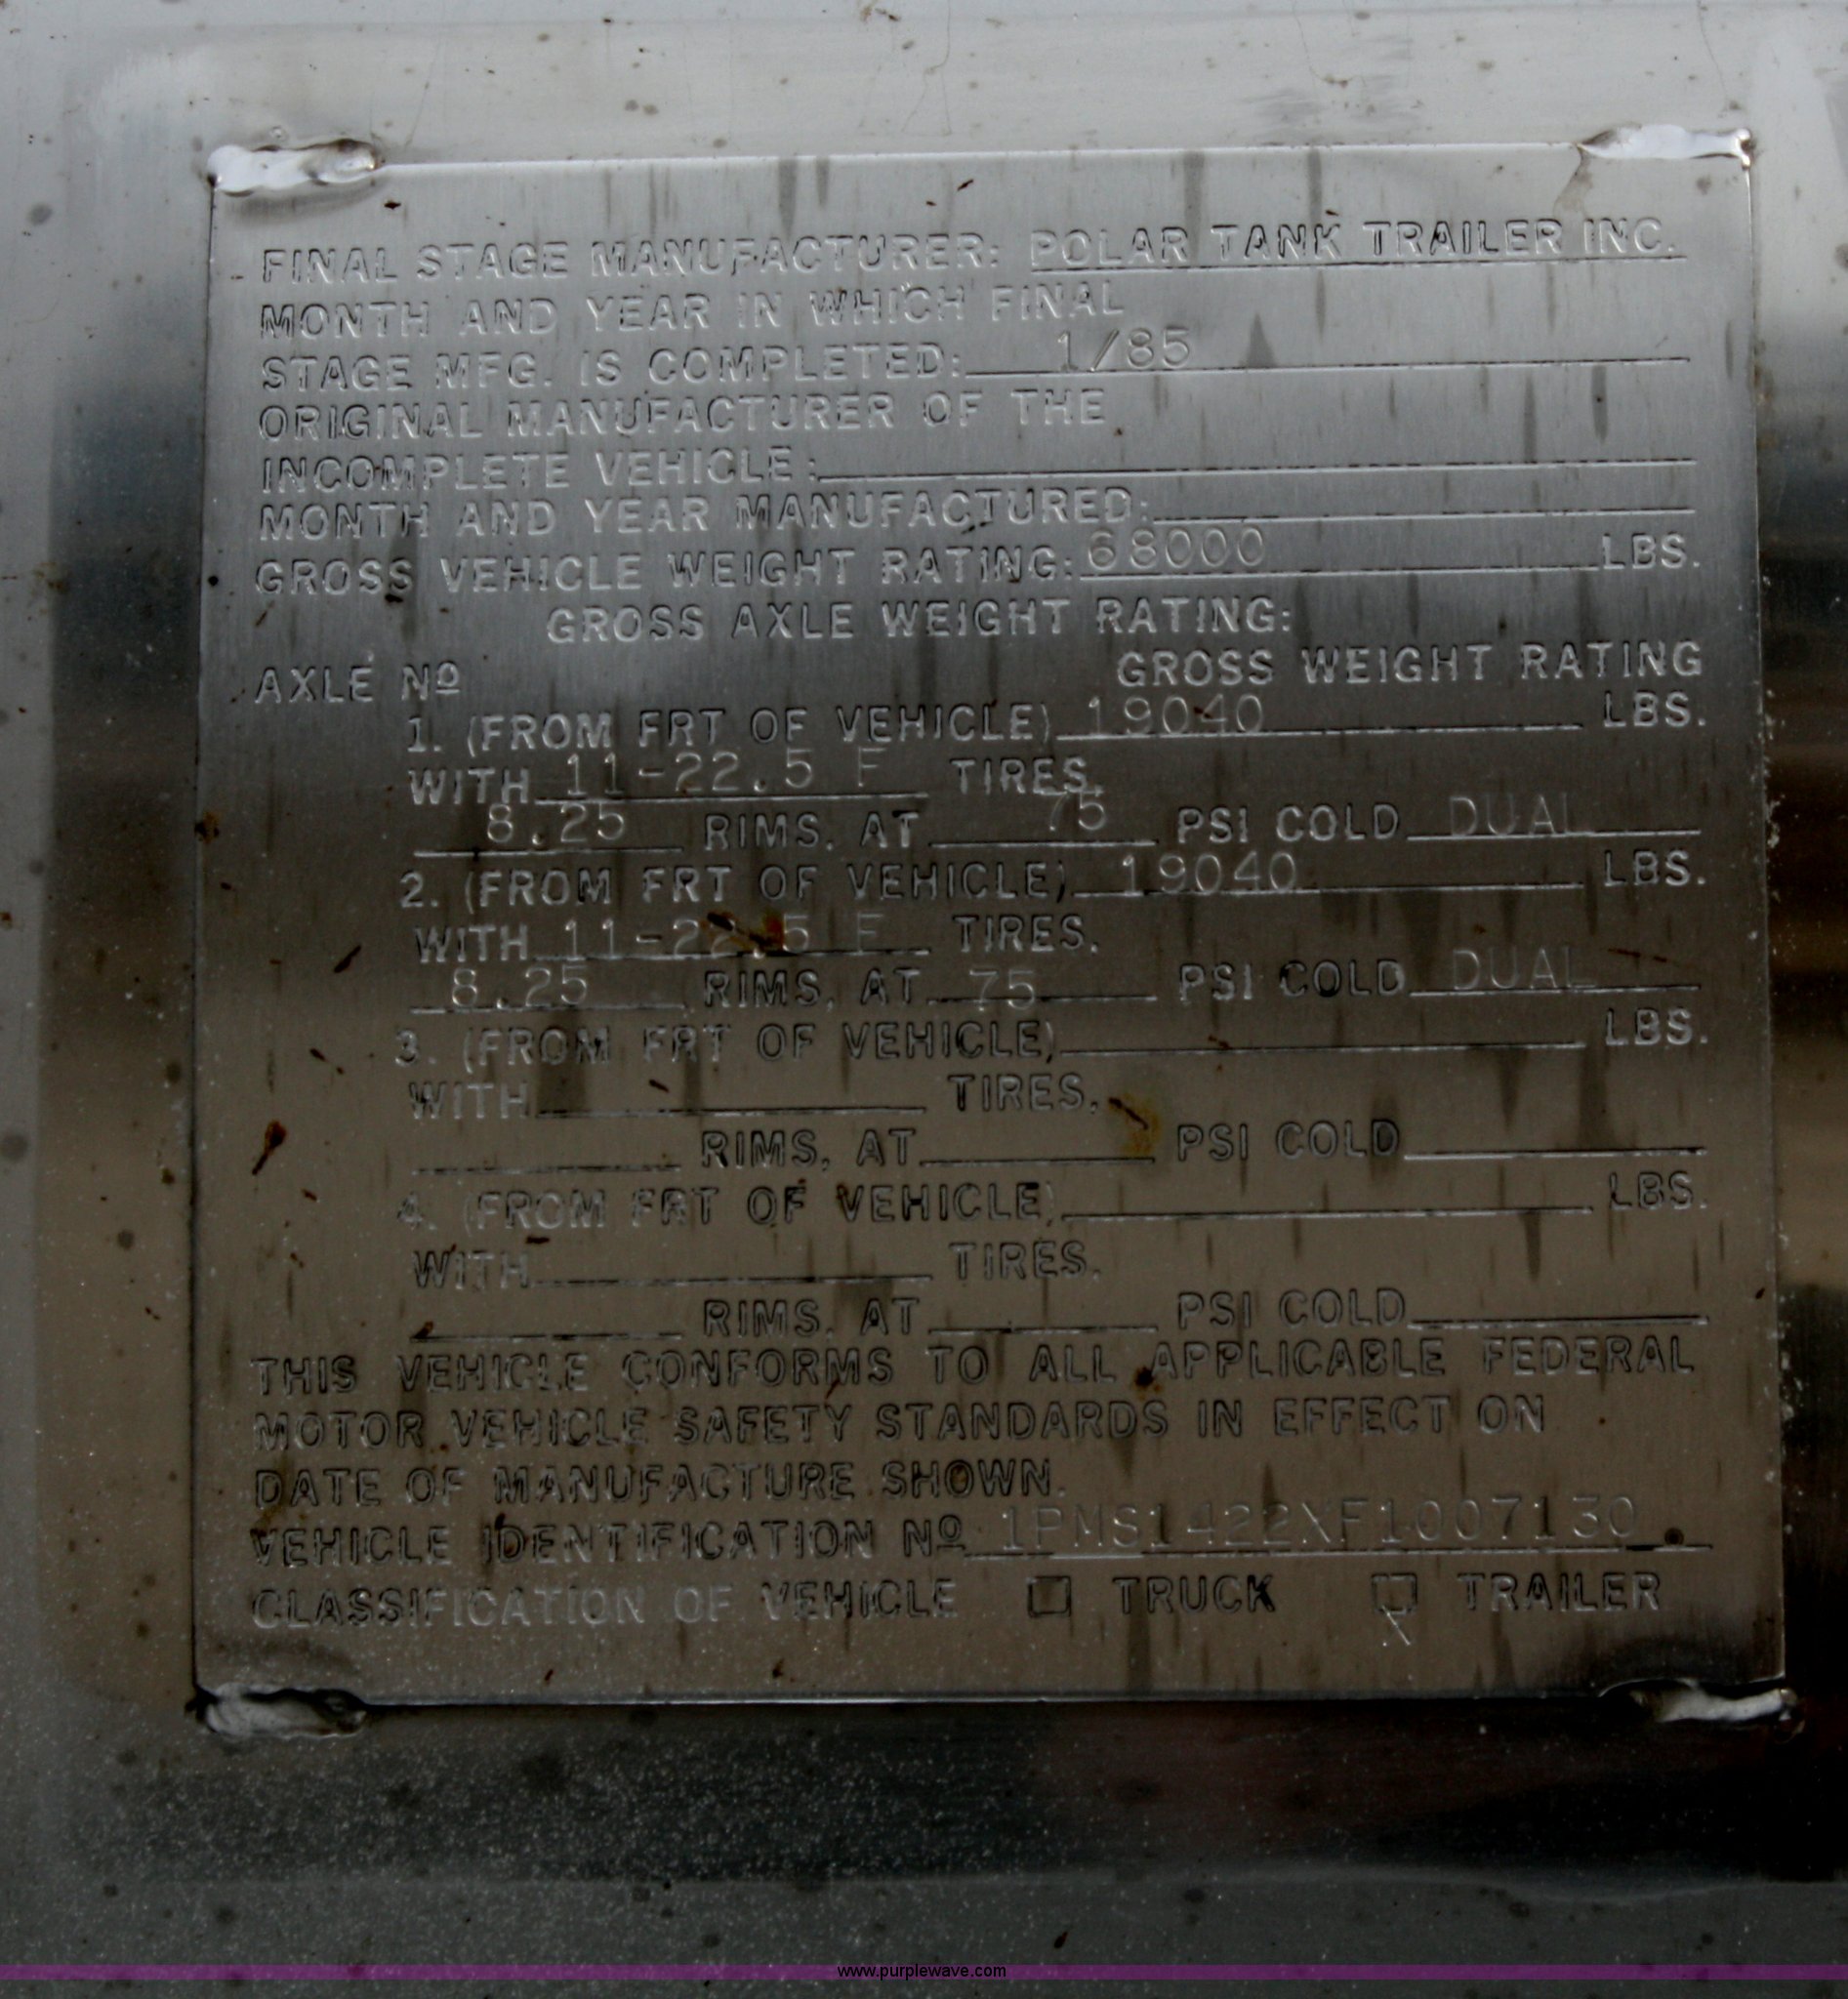 FINAL STAGE MANUFACTURER: POLAR TANK TRAILER INC.
MONTH AND YEAR IN WHICH FINAL
STAGE MFG. IS COMPLETED: 1/85
ORIGINAL MANUFACTURER OF THE
INCOMPLETE VEHICLE:
MONTH AND YEAR MANUFACTURED:
GROSS VEHICLE WEIGHT RATING: 68000 LBS.
GROSS AXLE WEIGHT RATING:
AXLE Nº GROSS WEIGHT RATING
1. (FROM FRT OF VEHICLE) 19040 LBS.
WITH 11-22.5 F TIRES,
8.25 RIMS, AT 75 PSI COLD DUAL
2. (FROM FRT OF VEHICLE) 19040 LBS.
WITH 11-22.5 F TIRES,
8.25 RIMS, AT 75 PSI COLD DUAL
3. (FROM FRT OF VEHICLE) LBS.
WITH TIRES,
RIMS, AT PSI COLD
4. (FROM FRT OF VEHICLE) LBS.
WITH TIRES,
RIMS, AT PSI COLD
THIS VEHICLE CONFORMS TO ALL APPLICABLE FEDERAL
MOTOR VEHICLE SAFETY STANDARDS IN EFFECT ON
DATE OF MANUFACTURE SHOWN.
VEHICLE IDENTIFICATION Nº 1PMS1422XF1007130
CLASSIFICATION OF VEHICLE TRUCK TRAILER
www.purplewave.com